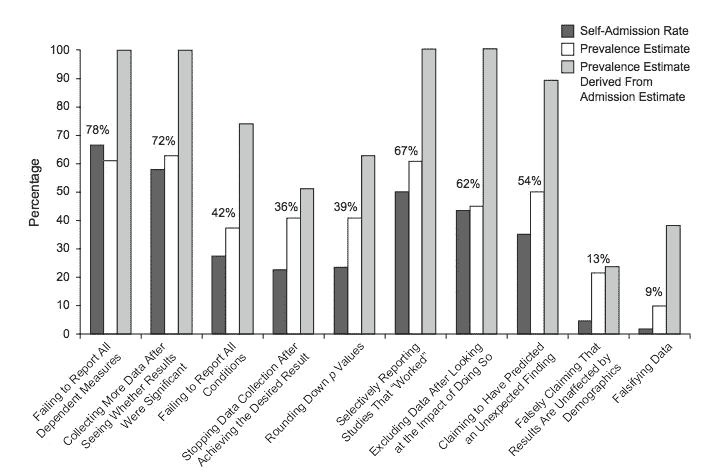 Self-Admission Rate
Prevalence Estimate
Prevalence Estimate
Derived From
Admission Estimate
Percentage
100
90
80
70
60
50
40
30
20
10
0
78%
72%
42%
36%
39%
67%
62%
54%
13%
9%
Failing to Report All
Dependent Measures
Collecting More Data After
Seeing Whether Results
Were Significant
Failing to Report All
Conditions
Stopping Data Collection After
Achieving the Desired Result
Rounding Down p Values
Selectively Reporting
Studies That "Worked"
Excluding Data After Looking
at the Impact of Doing So
Claiming to Have Predicted
an Unexpected Finding
Falsely Claiming That
Results Are Unaffected by
Demographics
Falsifying Data